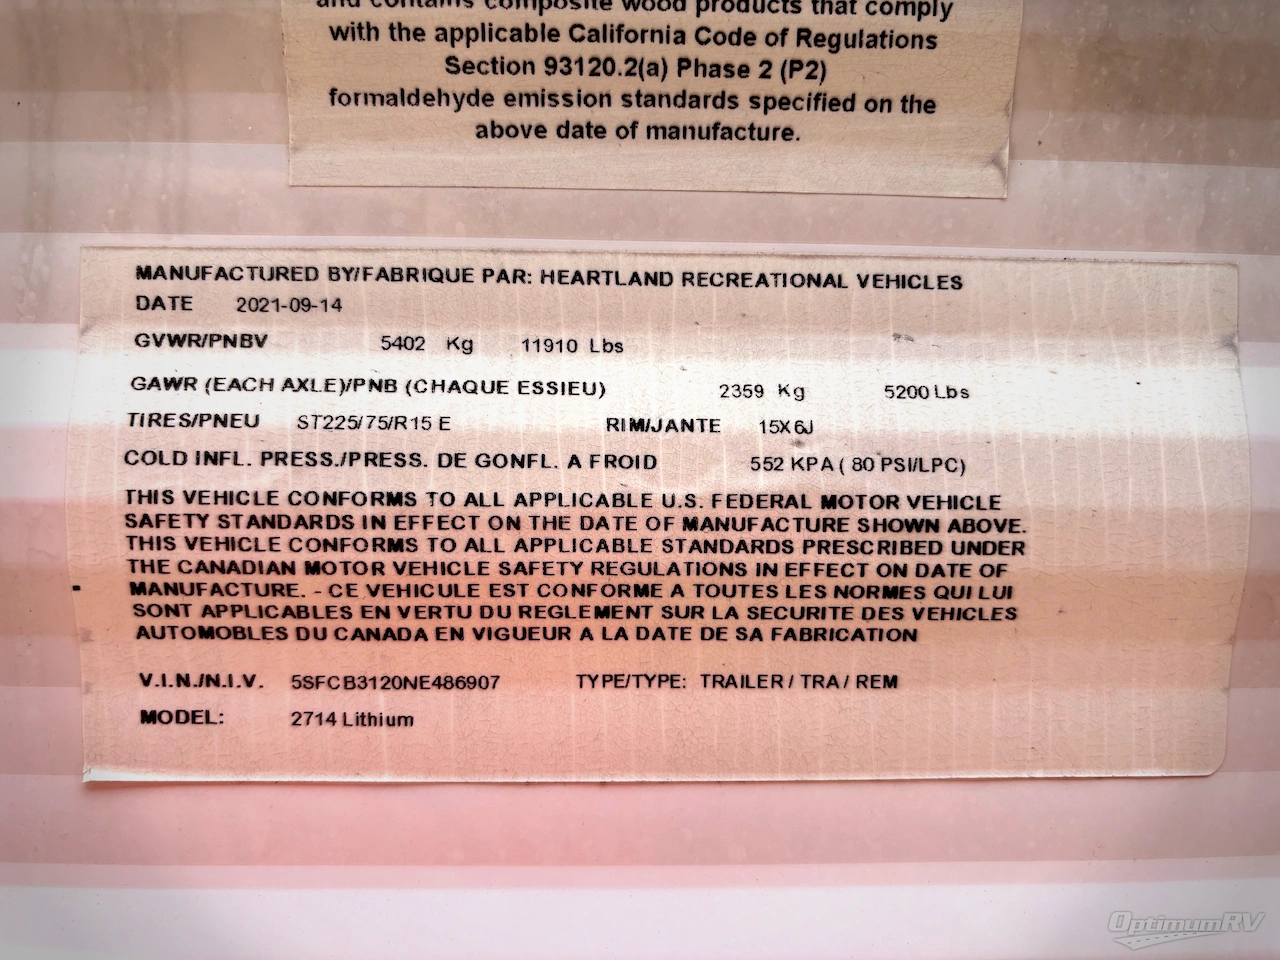 and contains composite wood products that comply
with the applicable California Code of Regulations
Section 93120.2(a) Phase 2 (P2)
formaldehyde emission standards specified on the
above date of manufacture.
MANUFACTURED BY/FABRIQUE PAR: HEARTLAND RECREATIONAL VEHICLES
DATE 2021-09-14
GVWR/PNBV 5402 Kg 11910 Lbs
GAWR (EACH AXLE)/PNB (CHAQUE ESSIEU) 2359 Kg 5200 Lbs
TIRES/PNEU ST225/75/R15 E RIM/JANTE 15X6J
COLD INFL. PRESS./PRESS. DE GONFL. A FROID 552 KPA ( 80 PSI/LPC)
THIS VEHICLE CONFORMS TO ALL APPLICABLE U.S. FEDERAL MOTOR VEHICLE
SAFETY STANDARDS IN EFFECT ON THE DATE OF MANUFACTURE SHOWN ABOVE.
THIS VEHICLE CONFORMS TO ALL APPLICABLE STANDARDS PRESCRIBED UNDER
THE CANADIAN MOTOR VEHICLE SAFETY REGULATIONS IN EFFECT ON DATE OF
MANUFACTURE. - CE VEHICULE EST CONFORME A TOUTES LES NORMES QUI LUI
SONT APPLICABLES EN VERTU DU REGLEMENT SUR LA SECURITE DES VEHICLES
AUTOMOBLES DU CANADA EN VIGUEUR A LA DATE DE SA FABRICATION
V.I.N./N.I.V. 5SFCB3120NE486907 TYPE/TYPE: TRAILER / TRA / REM
MODEL: 2714 Lithium
OptimumRV